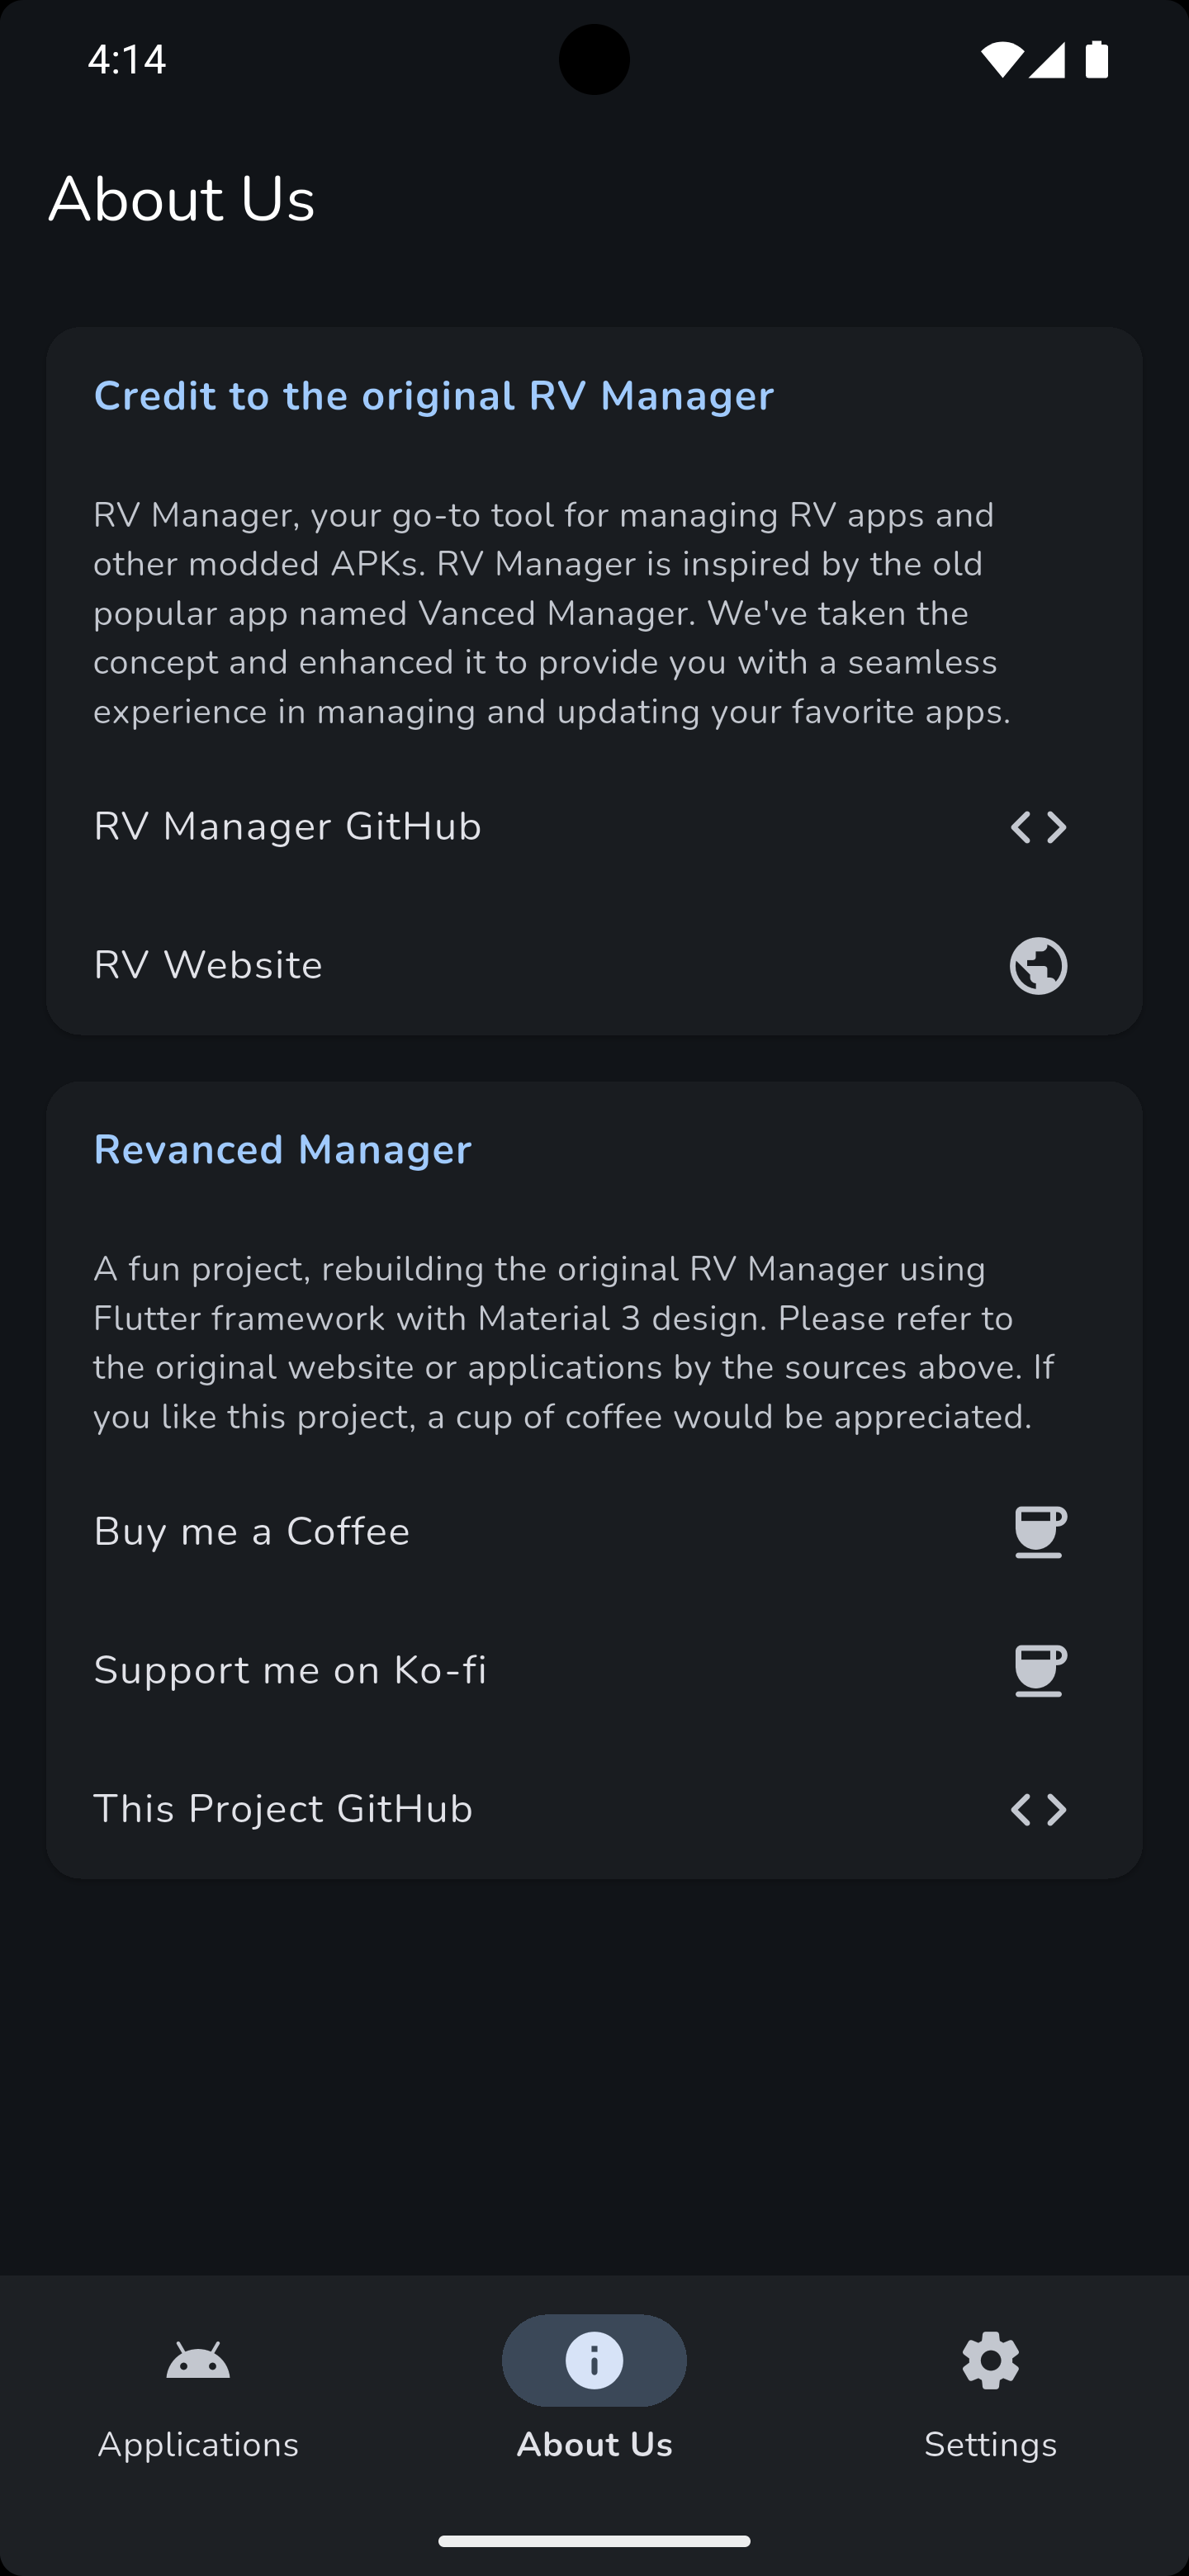 4:14
About Us
Credit to the original RV Manager
RV Manager, your go-to tool for managing RV apps and
other modded APKs. RV Manager is inspired by the old
popular app named Vanced Manager. We've taken the
concept and enhanced it to provide you with a seamless
experience in managing and updating your favorite apps.
RV Manager GitHub
RV Website
Revanced Manager
A fun project, rebuilding the original RV Manager using
Flutter framework with Material 3 design. Please refer to
the original website or applications by the sources above. If
you like this project, a cup of coffee would be appreciated.
Buy me a Coffee
Support me on Ko-fi
This Project GitHub
Applications
About Us
Settings